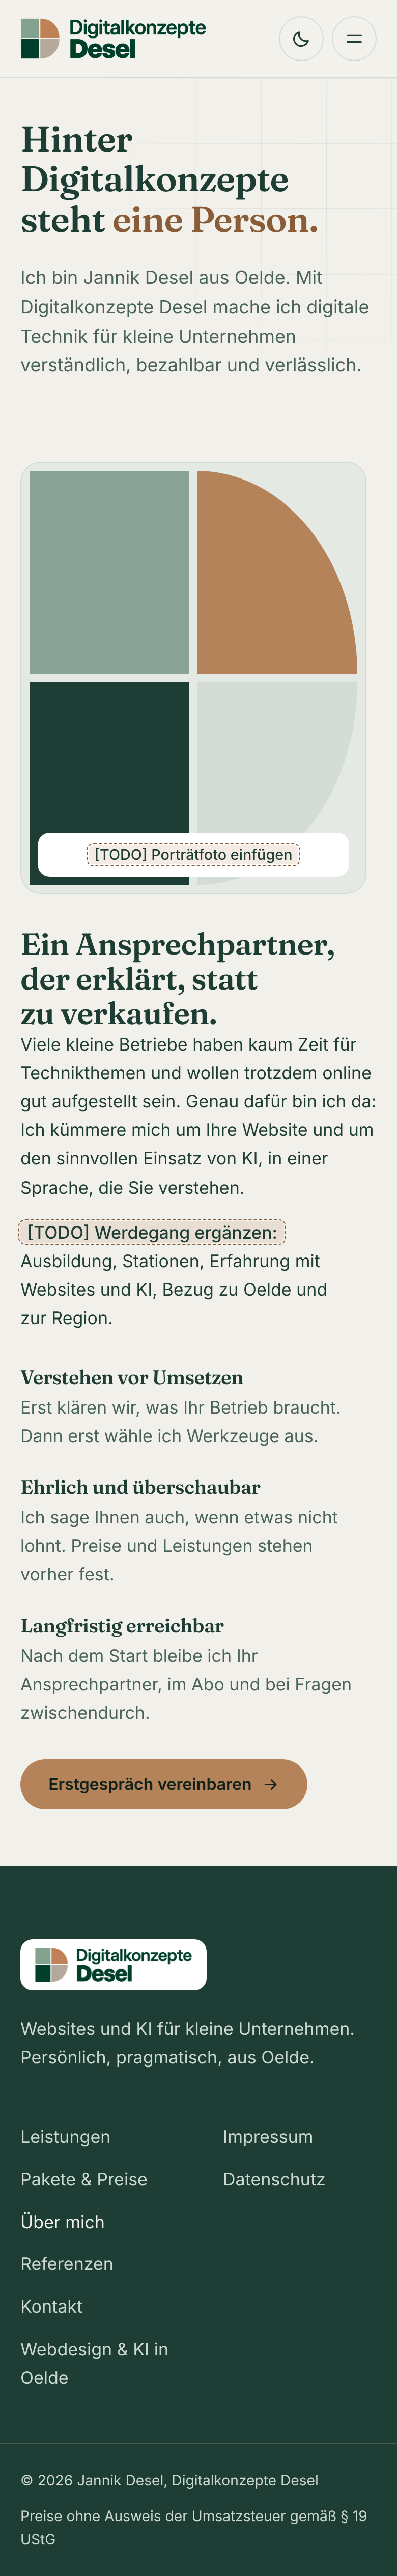 Digitalkonzepte
Desel
Hinter
Digitalkonzepte
steht eine Person.
Ich bin Jannik Desel aus Oelde. Mit
Digitalkonzepte Desel mache ich digitale
Technik für kleine Unternehmen
verständlich, bezahlbar und verlässlich.
[TODO] Porträtfoto einfügen
Ein Ansprechpartner,
der erklärt, statt
zu verkaufen.
Viele kleine Betriebe haben kaum Zeit für
Technikthemen und wollen trotzdem online
gut aufgestellt sein. Genau dafür bin ich da:
Ich kümmere mich um Ihre Website und um
den sinnvollen Einsatz von KI, in einer
Sprache, die Sie verstehen.
[TODO] Werdegang ergänzen:
Ausbildung, Stationen, Erfahrung mit
Websites und KI, Bezug zu Oelde und
zur Region.
Verstehen vor Umsetzen
Erst klären wir, was Ihr Betrieb braucht.
Dann erst wähle ich Werkzeuge aus.
Ehrlich und überschaubar
Ich sage Ihnen auch, wenn etwas nicht
lohnt. Preise und Leistungen stehen
vorher fest.
Langfristig erreichbar
Nach dem Start bleibe ich Ihr
Ansprechpartner, im Abo und bei Fragen
zwischendurch.
Erstgespräch vereinbaren →
Digitalkonzepte
Desel
Websites und KI für kleine Unternehmen.
Persönlich, pragmatisch, aus Oelde.
Leistungen
Pakete & Preise
Über mich
Referenzen
Kontakt
Webdesign & KI in
Oelde
Impressum
Datenschutz
© 2026 Jannik Desel, Digitalkonzepte Desel
Preise ohne Ausweis der Umsatzsteuer gemäß § 19
UStG